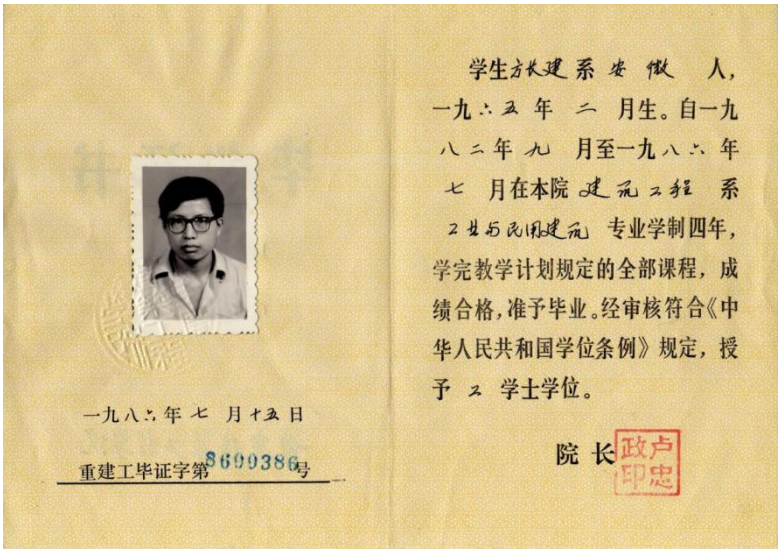 学生方长建系安徽人，
一九六五年二月生。自一九
八二年九月至一九八六年
七月在本院建筑工程系
工业与民用建筑专业学制四年，
学完教学计划规定的全部课程，成
绩合格，准予毕业。经审核符合《中
华人民共和国学位条例》规定，授
予工学士学位。
院长
卢忠政印
一九八六年七月十五日
重建工毕证字第8600386号